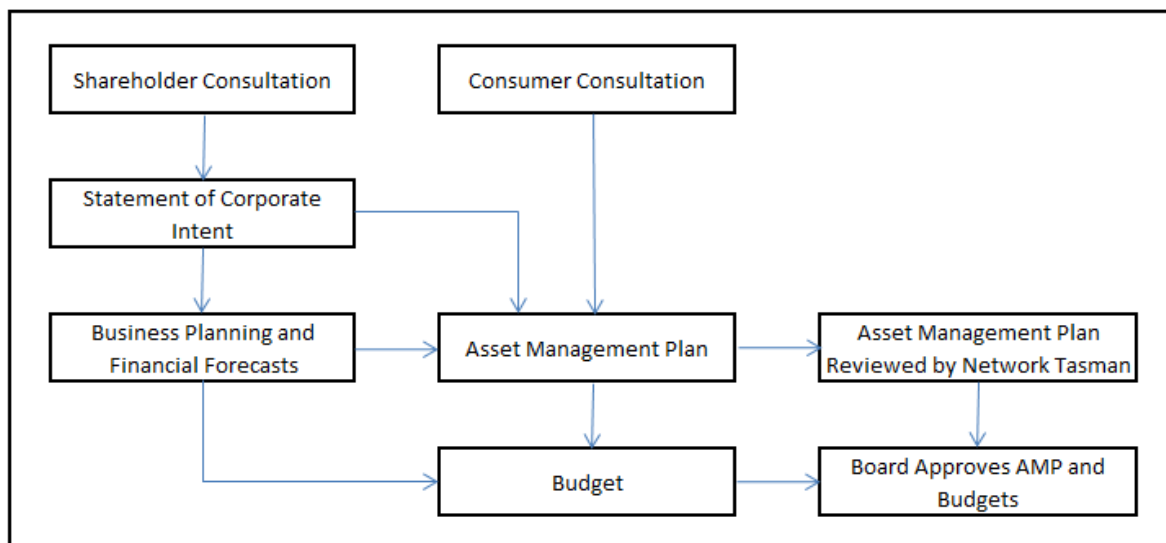 Shareholder Consultation
Consumer Consultation
Statement of Corporate
Intent
Business Planning and
Financial Forecasts
Asset Management Plan
Asset Management Plan
Reviewed by Network Tasman
Budget
Board Approves AMP and
Budgets